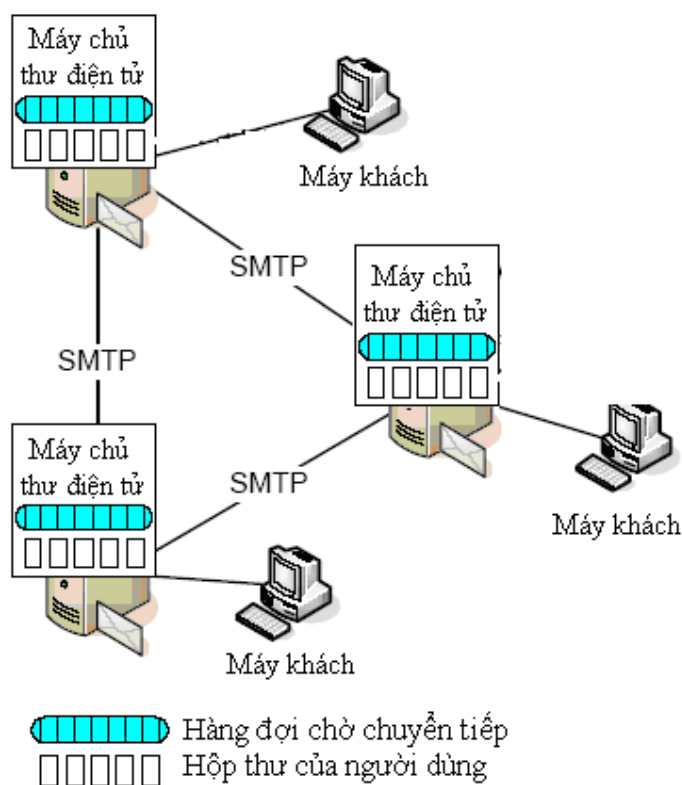 Máy chủ
thư điện tử
Máy khách
SMTP
Máy chủ
thư điện tử
SMTP
Máy chủ
thư điện tử
SMTP
Máy khách
Máy khách
Hàng đợi chờ chuyển tiếp
Hộp thư của người dùng